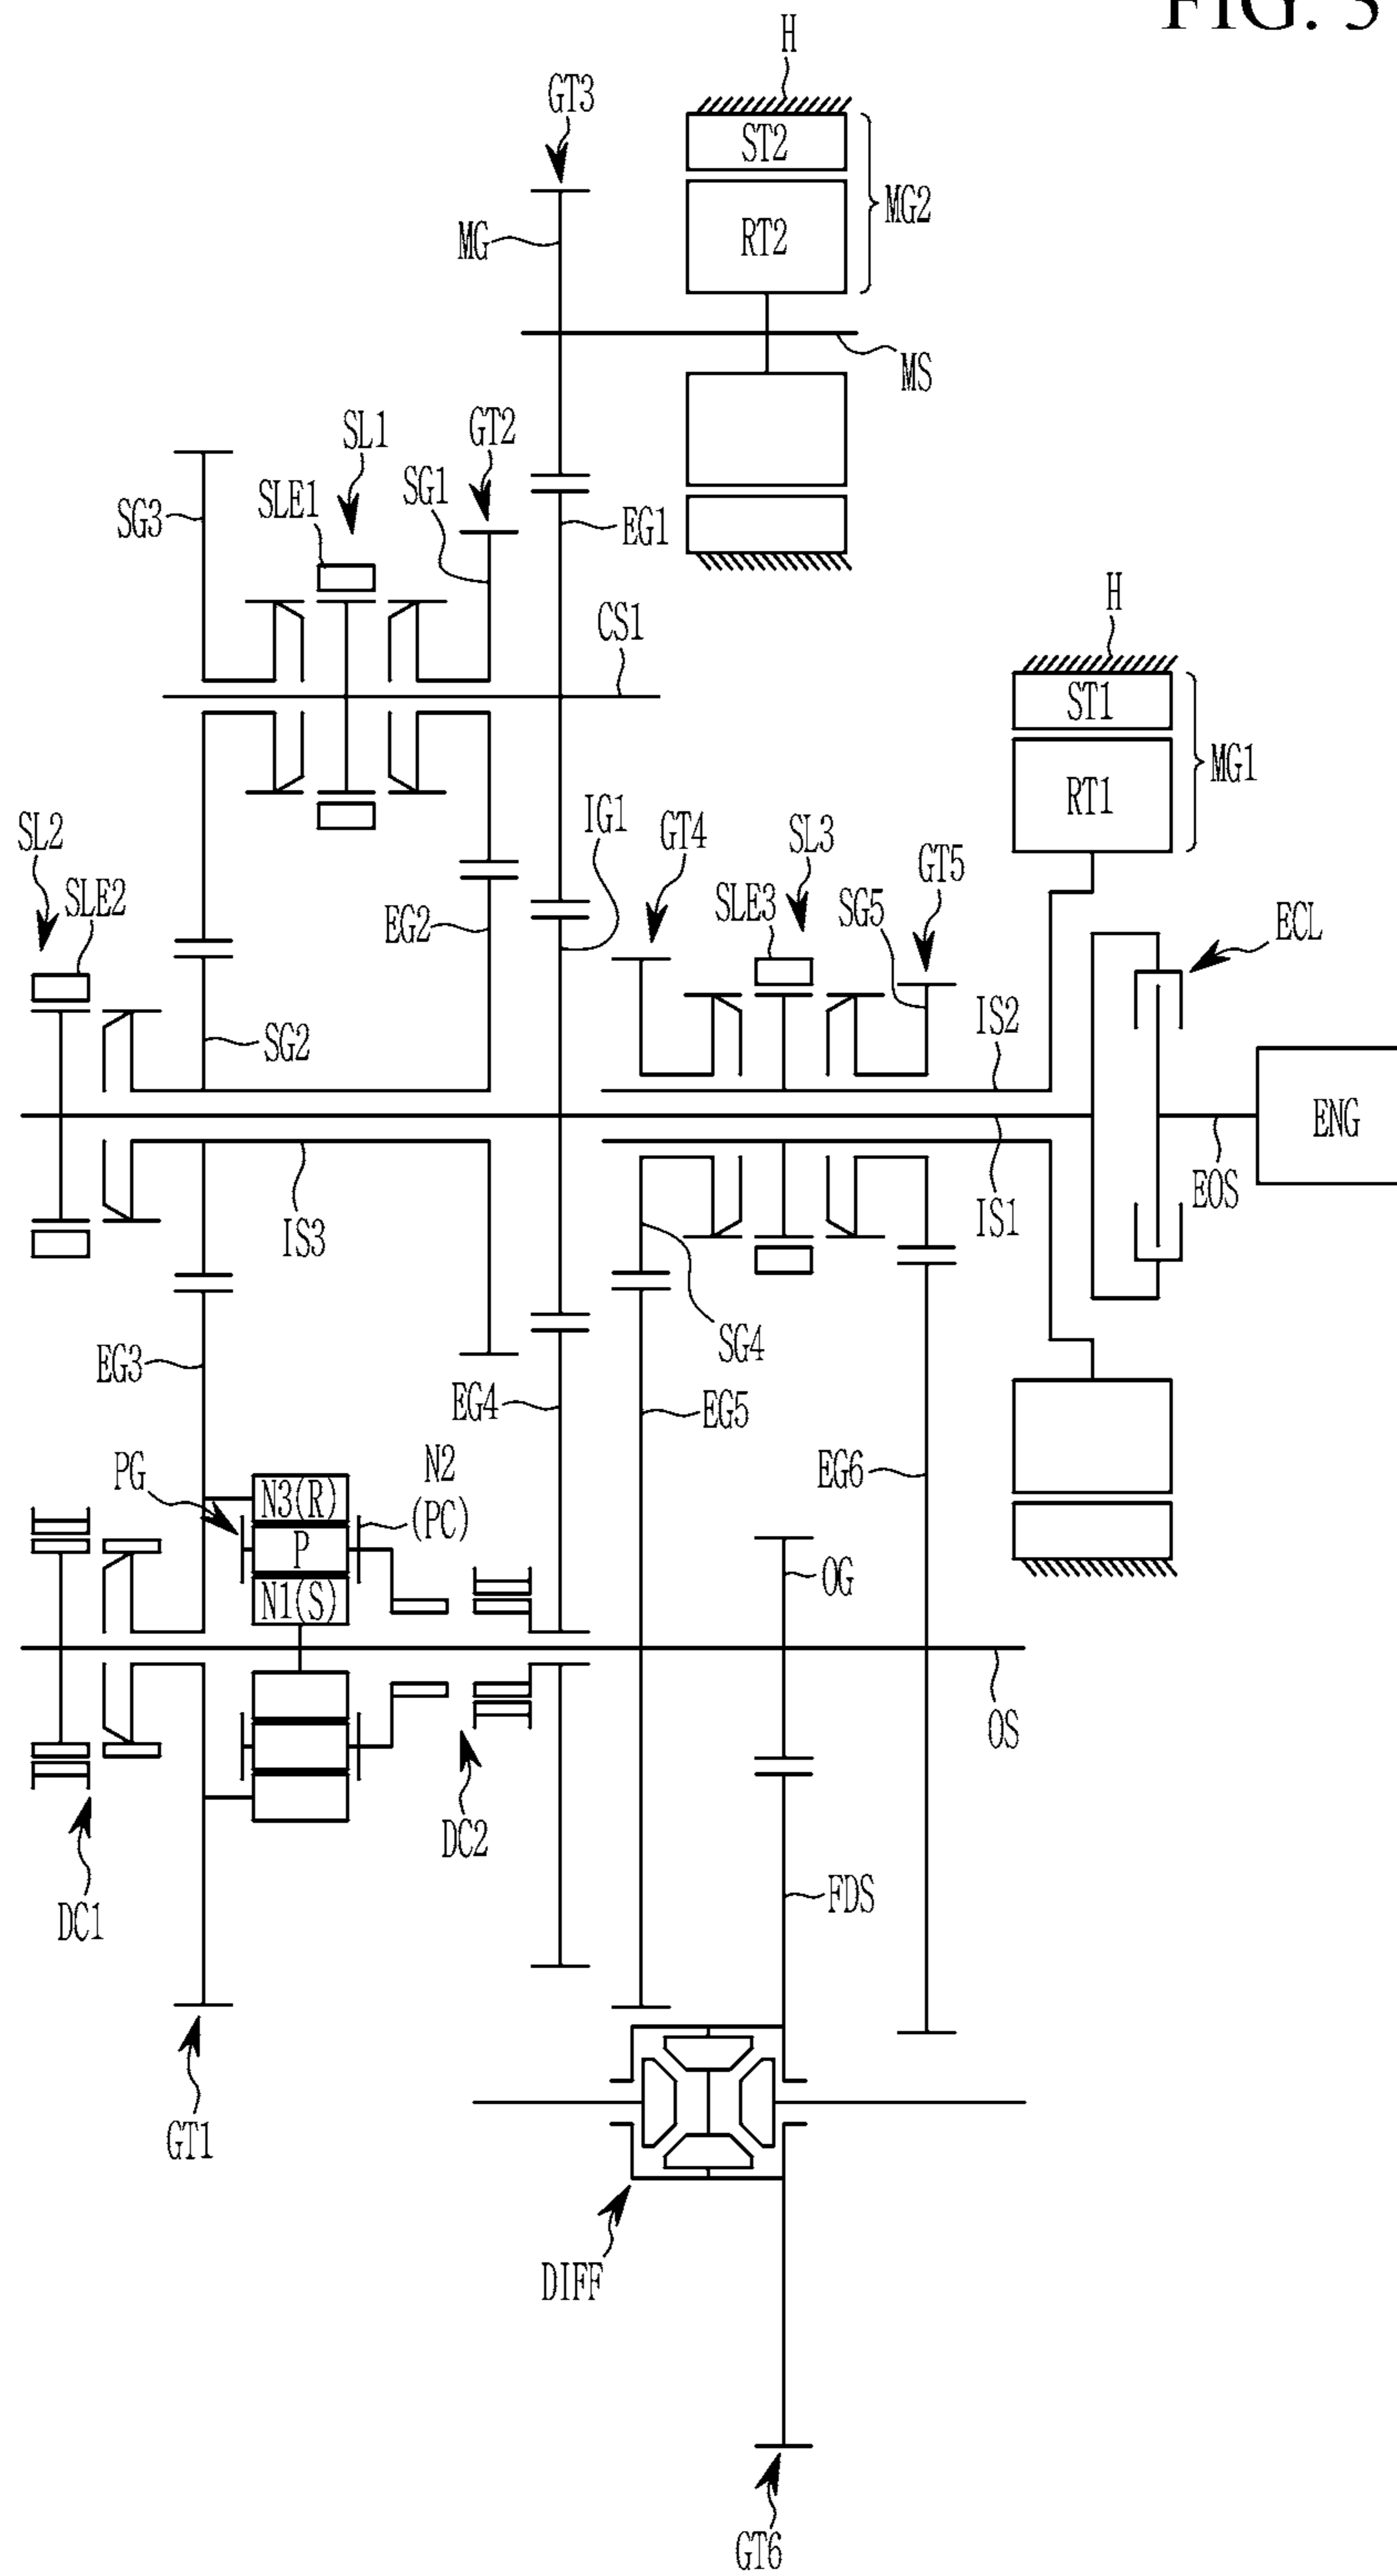 FIG. 3
H
GT3
ST2
MG2
RT2
MG
MS
SL1
GT2
SLE1
SG1
SG3
EG1
H
CS1
ST1
MG1
RT1
IG1
SL2
GT4
SL3
GT5
SLE2
SLE3
SG5
EG2
ECL
IS2
SG2
ENG
EOS
IS3
IS1
SG4
EG3
EG4
EG5
N2
(PC)
EG6
PG
N3(R)
P
N1(S)
OG
OS
DC2
FDS
DC1
GT1
DIFF
GT6